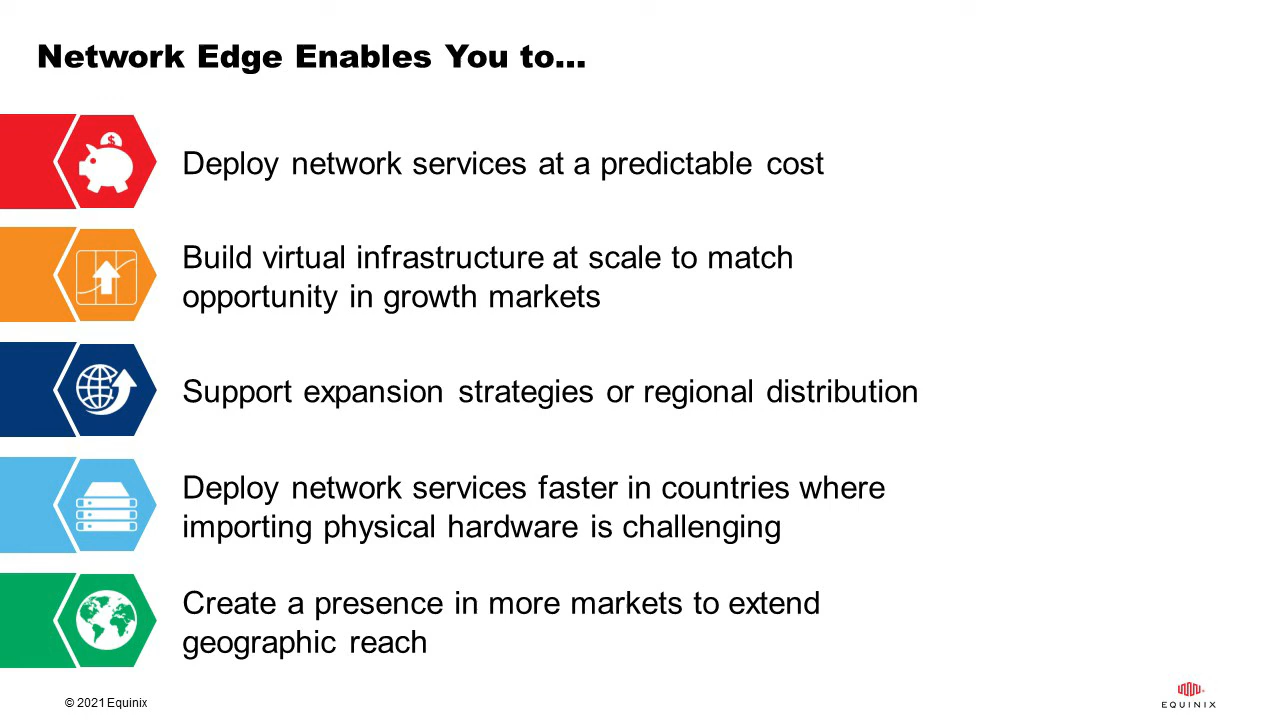 Network Edge Enables You to...
$
Deploy network services at a predictable cost
Build virtual infrastructure at scale to match
opportunity in growth markets
Support expansion strategies or regional distribution
Deploy network services faster in countries where
importing physical hardware is challenging
Create a presence in more markets to extend
geographic reach
© 2021 Equinix
EQUINIX